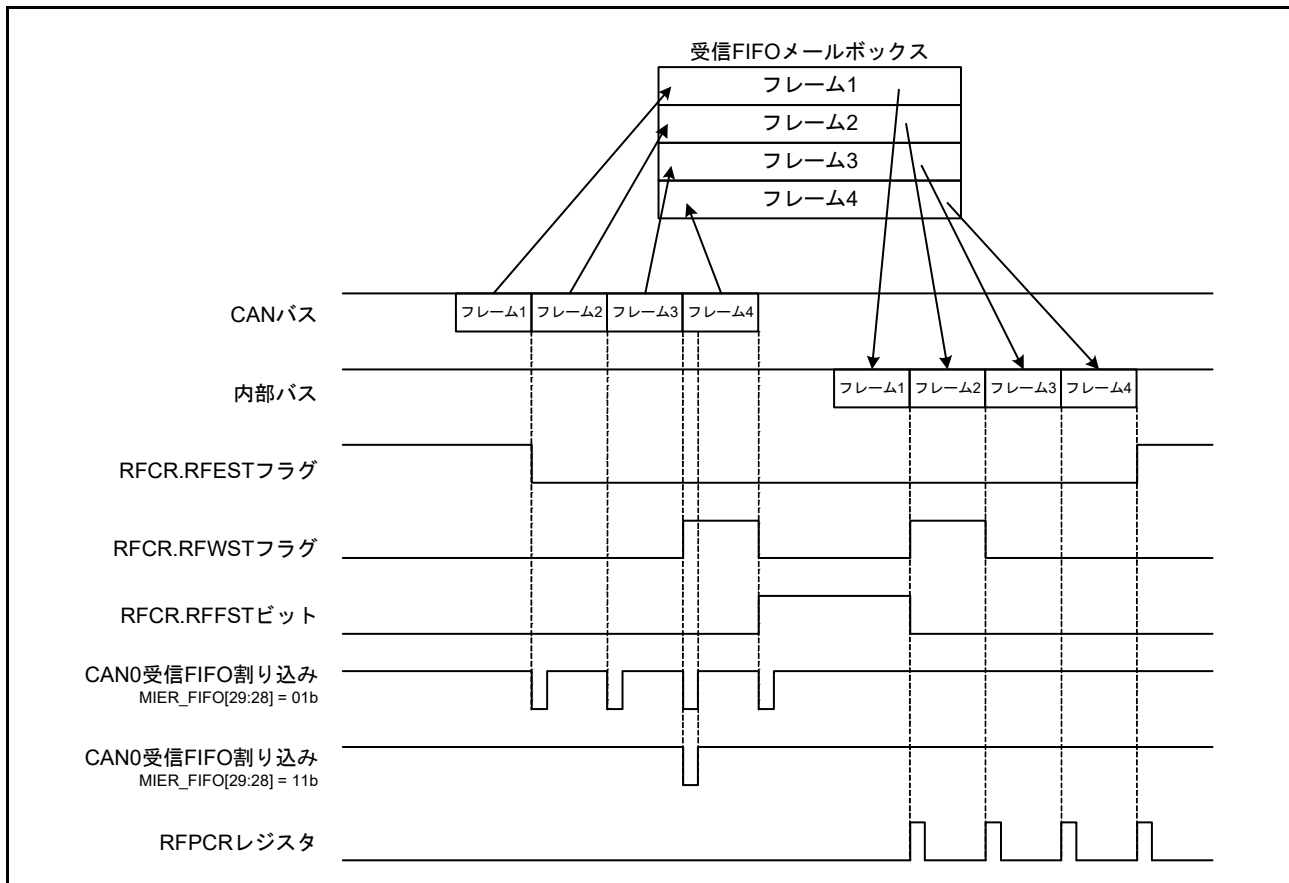 受信FIFOメールボックス
フレーム1
フレーム2
フレーム3
フレーム4
CANバス
フレーム1 フレーム2 フレーム3 フレーム4
内部バス
フレーム1 フレーム2 フレーム3 フレーム4
RFCR.RFESTフラグ
RFCR.RFWSTフラグ
RFCR.RFFSTビット
CAN0受信FIFO割り込み
MIER_FIFO[29:28] = 01b
CAN0受信FIFO割り込み
MIER_FIFO[29:28] = 11b
RFPCRレジスタ